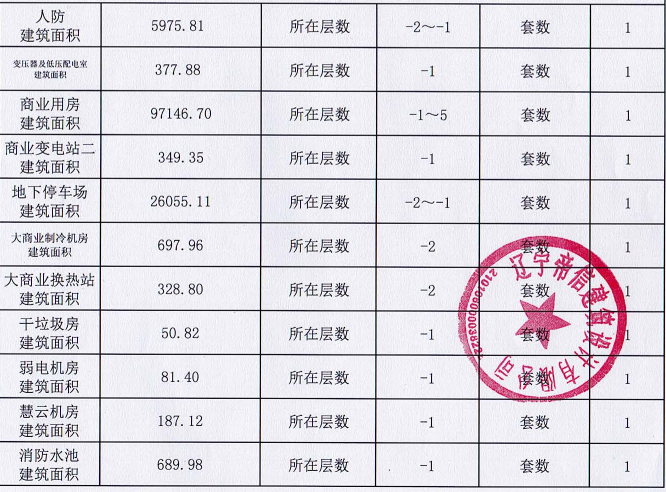 人防
建筑面积 5975.81 所在层数 -2～-1 套数 1
变压器及低压配电室
建筑面积 377.88 所在层数 -1 套数 1
商业用房
建筑面积 97146.70 所在层数 -1～5 套数 1
商业变电站二
建筑面积 349.35 所在层数 -1 套数 1
地下停车场
建筑面积 26055.11 所在层数 -2～-1 套数 1
大商业制冷机房
建筑面积 697.96 所在层数 -2 套数 1
大商业换热站
建筑面积 328.80 所在层数 -2 套数 1
干垃圾房
建筑面积 50.82 所在层数 -1 套数 1
弱电机房
建筑面积 81.40 所在层数 -1 套数 1
慧云机房
建筑面积 187.12 所在层数 -1 套数 1
消防水池
建筑面积 689.98 所在层数 -1 套数 1
辽宁帝信建筑设计有限公司